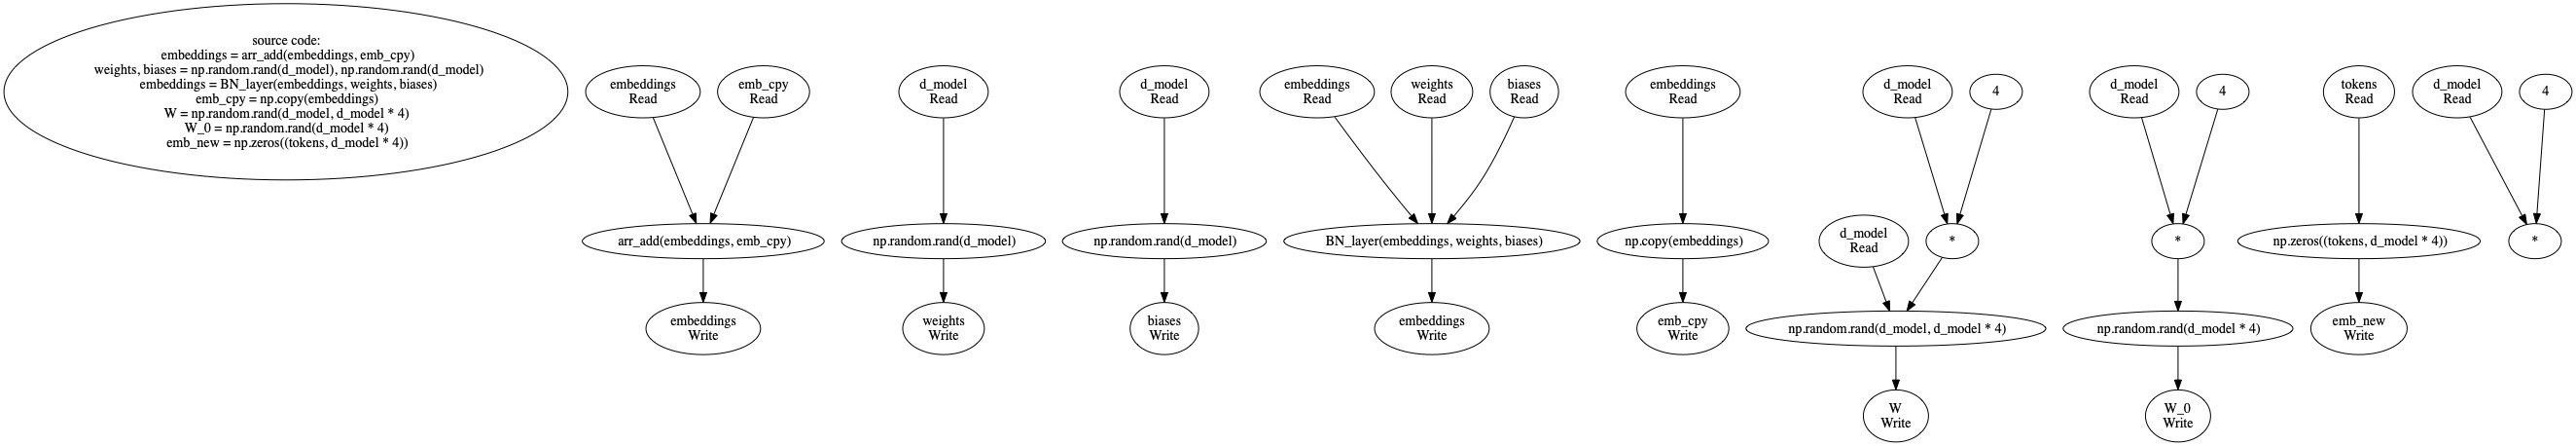 source code:
embeddings = arr_add(embeddings, emb_cpy)
weights, biases = np.random.rand(d_model), np.random.rand(d_model)
embeddings = BN_layer(embeddings, weights, biases)
emb_cpy = np.copy(embeddings)
W = np.random.rand(d_model, d_model * 4)
W_0 = np.random.rand(d_model * 4)
emb_new = np.zeros((tokens, d_model * 4))
embeddings
Read
emb_cpy
Read
arr_add(embeddings, emb_cpy)
embeddings
Write
d_model
Read
np.random.rand(d_model)
weights
Write
d_model
Read
np.random.rand(d_model)
biases
Write
embeddings
Read
weights
Read
biases
Read
BN_layer(embeddings, weights, biases)
embeddings
Write
embeddings
Read
np.copy(embeddings)
emb_cpy
Write
d_model
Read
4
d_model
Read
*
np.random.rand(d_model, d_model * 4)
W
Write
d_model
Read
4
*
np.random.rand(d_model * 4)
W_0
Write
tokens
Read
np.zeros((tokens, d_model * 4))
emb_new
Write
d_model
Read
4
*